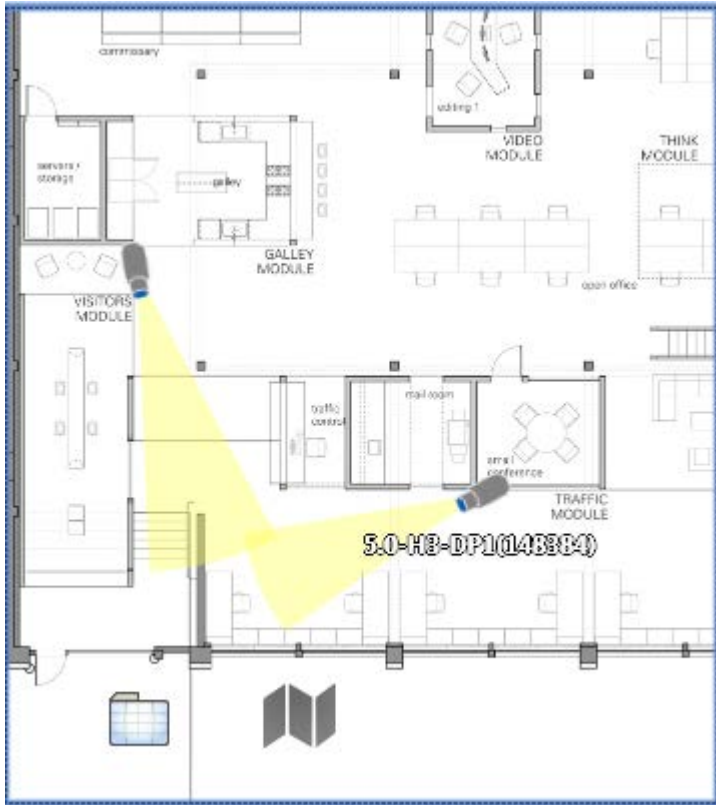 commissary
editing 1
VIDEO
MODULE
THINK
MODULE
servers /
storage
galley
GALLEY
MODULE
open office
VISITORS
MODULE
traffic
control
mail room
small
conference
TRAFFIC
MODULE
5.0-H3-DP1(148384)